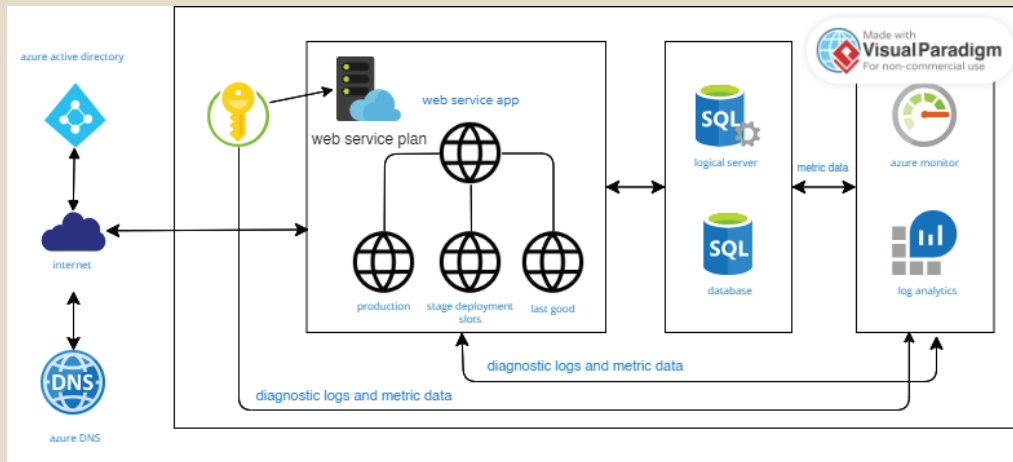 Made with
Visual Paradigm
For non-commercial use
azure active directory
web service app
web service plan
SQL
logical server
metric data
azure monitor
internet
SQL
production
stage deployment
slots
last good
database
log analytics
DNS
diagnostic logs and metric data
diagnostic logs and metric data
azure DNS